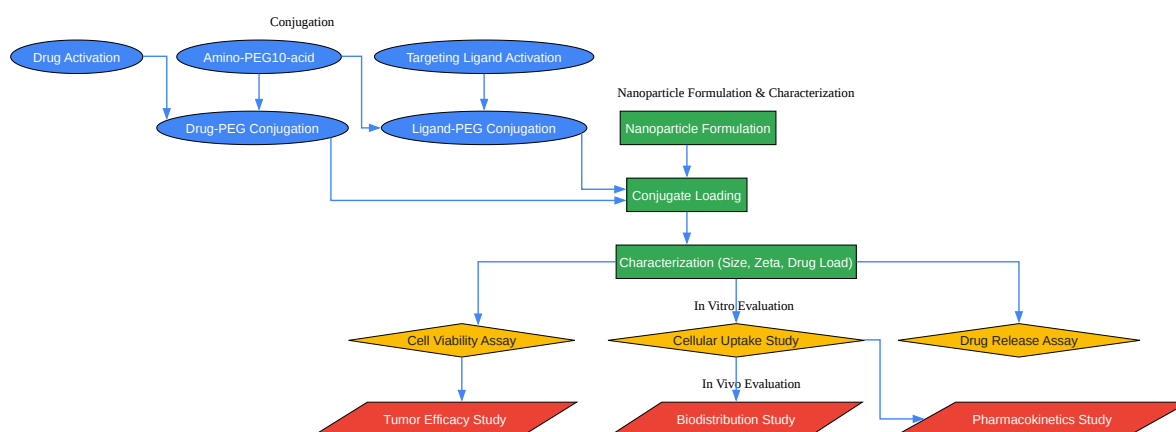 Conjugation
Drug Activation
Amino-PEG10-acid
Targeting Ligand Activation
Nanoparticle Formulation & Characterization
Drug-PEG Conjugation
Ligand-PEG Conjugation
Nanoparticle Formulation
Conjugate Loading
Characterization (Size, Zeta, Drug Load)
In Vitro Evaluation
Cell Viability Assay
Cellular Uptake Study
Drug Release Assay
In Vivo Evaluation
Tumor Efficacy Study
Biodistribution Study
Pharmacokinetics Study